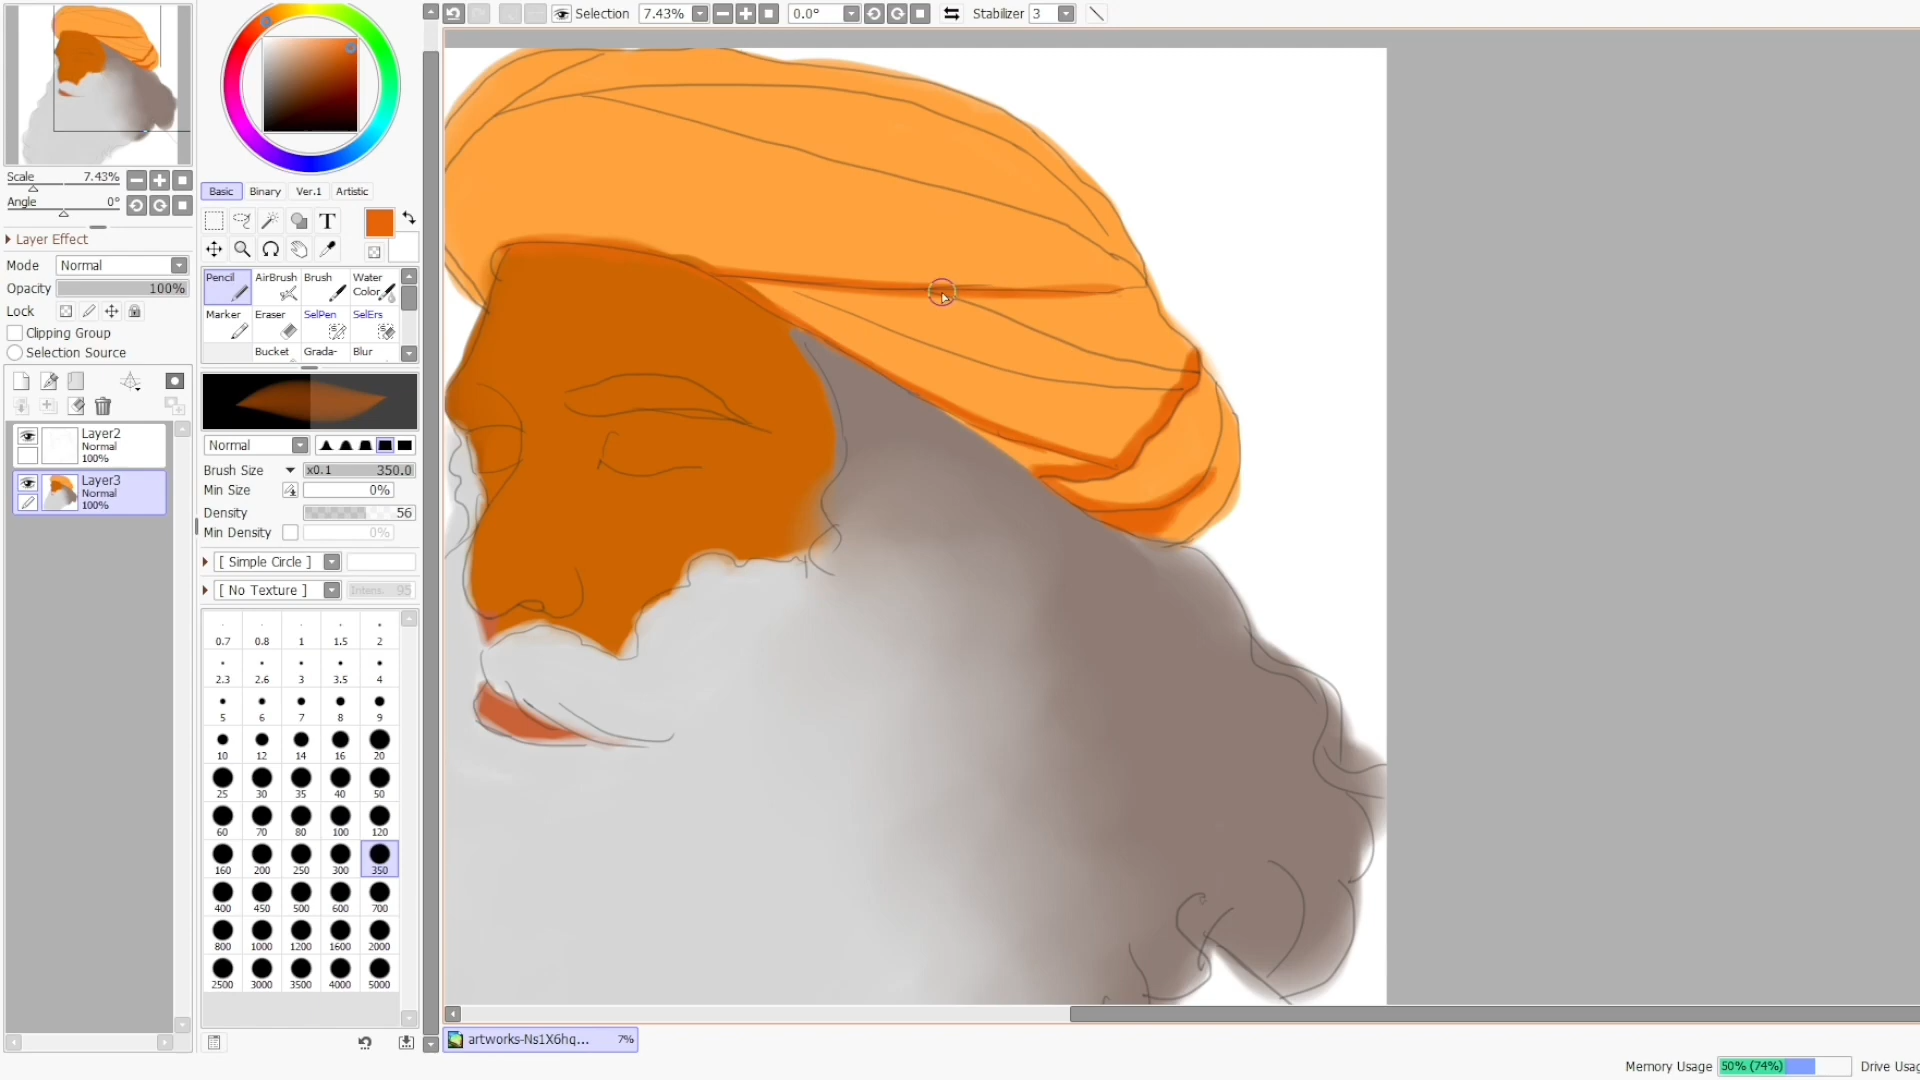 Selection 7.43% 0.0° Stabilizer 3
Scale 7.43%
Angle 0°
Layer Effect
Mode Normal
Opacity 100%
Lock
Clipping Group
Selection Source
Layer2
Normal
100%
Layer3
Normal
100%
Basic Binary Ver.1 Artistic
T
Pencil AirBrush Brush Water
Color
Marker Eraser SelPen SelErs
Bucket Grada- Blur
Normal
Brush Size x0.1 350.0
Min Size 0%
Density 56
Min Density 0%
[ Simple Circle ]
[ No Texture ] Intens. 95
0.7 0.8 1 1.5 2
2.3 2.6 3 3.5 4
5 6 7 8 9
10 12 14 16 20
25 30 35 40 50
60 70 80 100 120
160 200 250 300 350
400 450 500 600 700
800 1000 1200 1600 2000
2500 3000 3500 4000 5000
artworks-Ns1X6hq... 7%
Memory Usage 50% (74%) Drive Usag